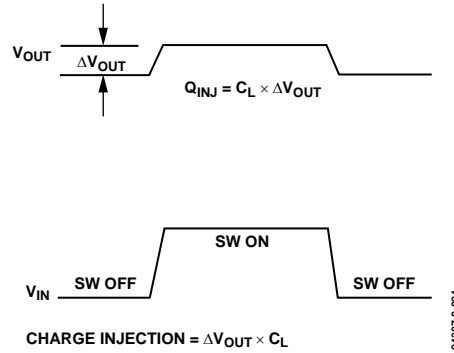 VOUT
ΔVOUT
QINJ = CL × ΔVOUT
SW ON
VIN
SW OFF
SW OFF
CHARGE INJECTION = ΔVOUT × CL